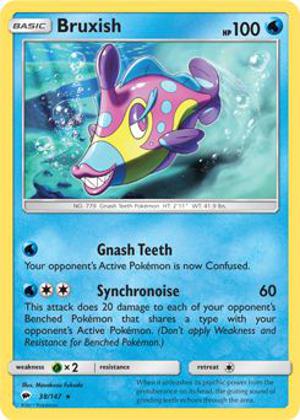 BASIC Bruxish HP 100
NO. 779 Gnash Teeth Pokémon HT: 2'11" WT: 41.9 lbs.
Gnash Teeth
Your opponent's Active Pokémon is now Confused.
Synchronoise 60
This attack does 20 damage to each of your opponent's
Benched Pokémon that shares a type with your
opponent's Active Pokémon. (Don't apply Weakness and
Resistance for Benched Pokémon.)
weakness ×2 resistance retreat
Illus. Hitoshi
38/147 ★
When it unleashes its psychic power from the
protuberance on its head, the grating sound of
grinding teeth echoes through the area.